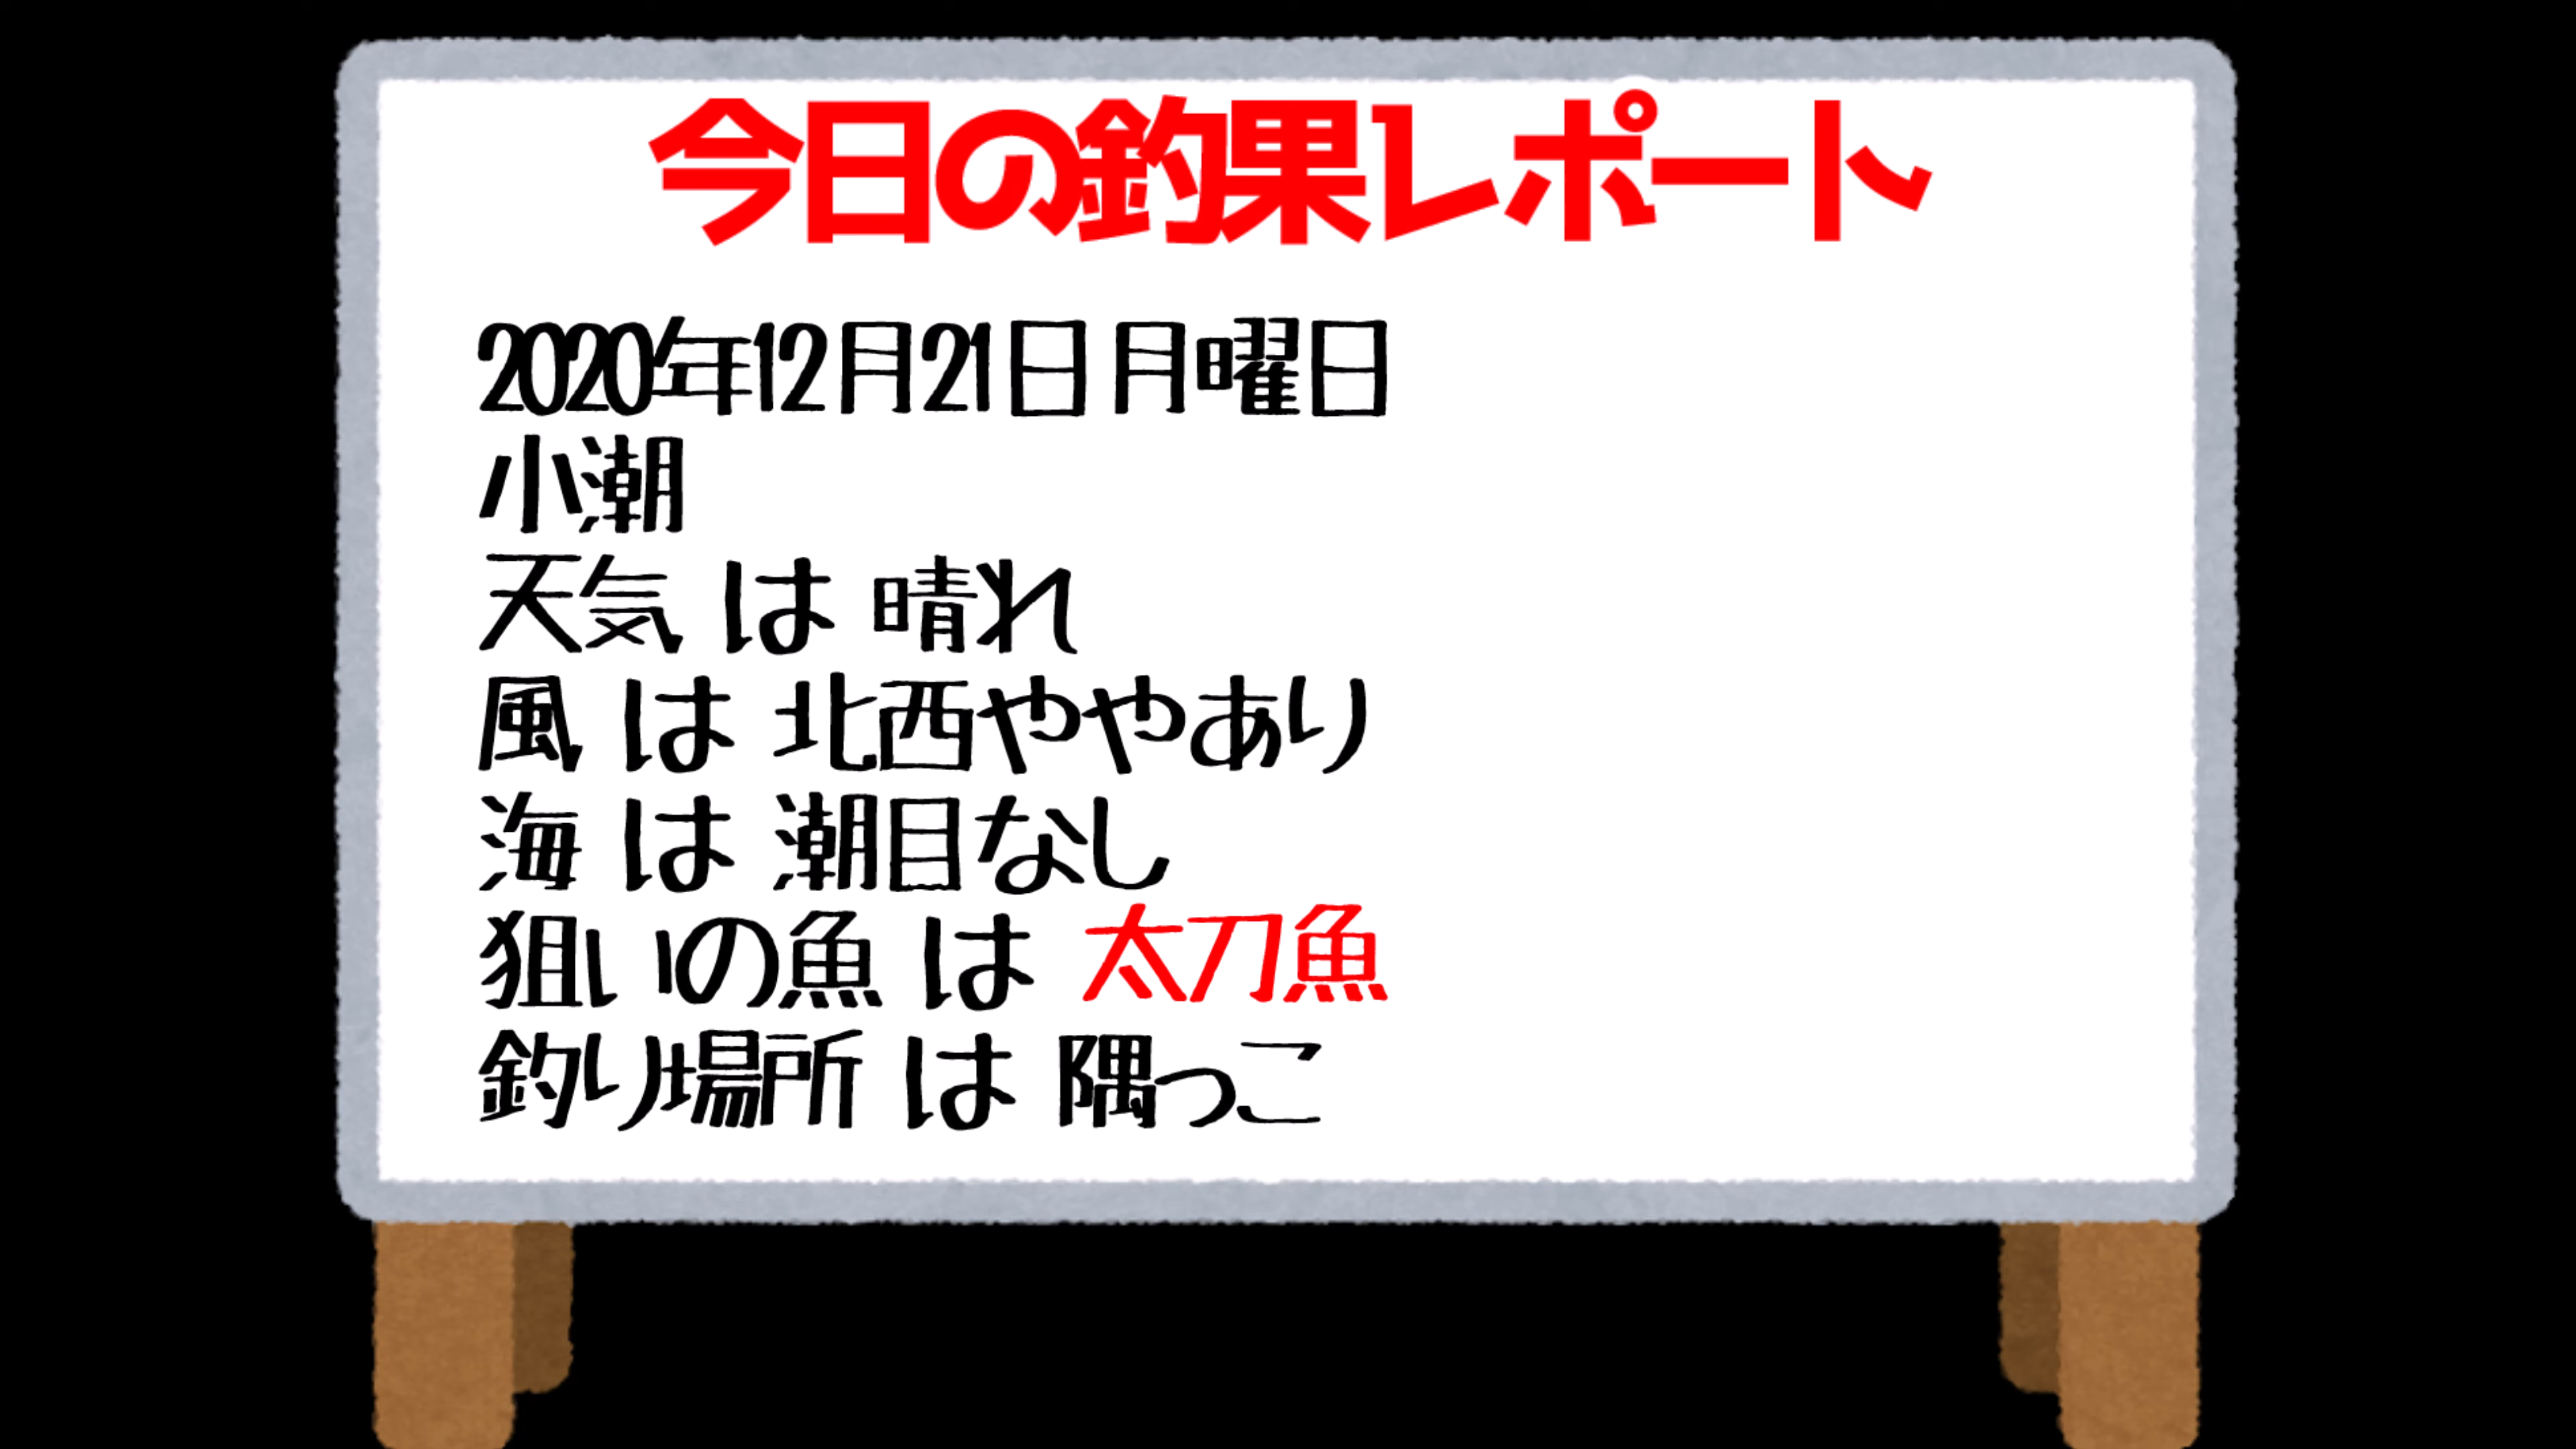 今日の釣果レポート
2020年12月21日月曜日
小潮
天気 は 晴れ
風 は 北西ややあり
海 は 潮目なし
狙いの魚 は 太刀魚
釣り場所 は 隅っこ